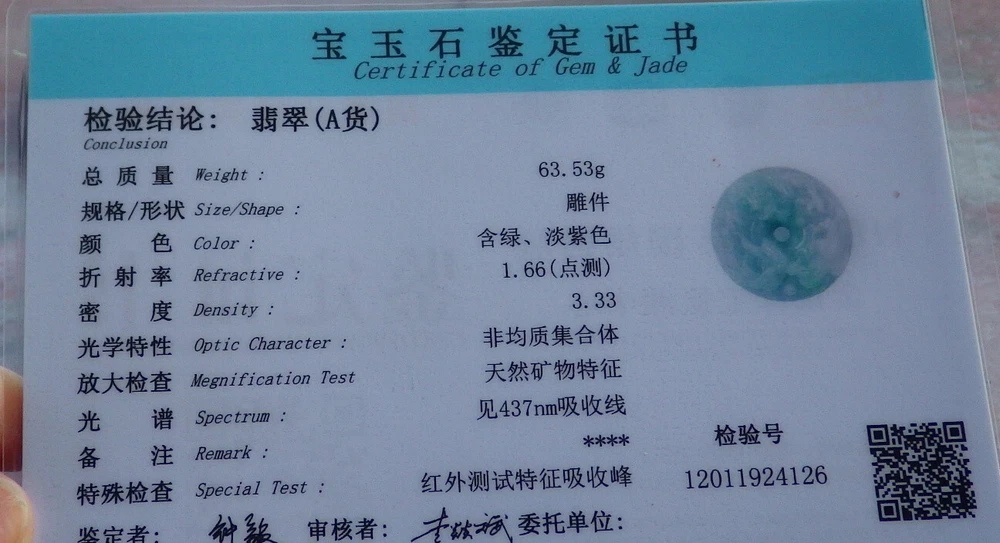 宝玉石鉴定证书
Certificate of Gem & Jade
检验结论: 翡翠(A货)
Conclusion
总质量 Weight : 63.53g
规格/形状 Size/Shape : 雕件
颜色 Color : 含绿、淡紫色
折射率 Refractive : 1.66(点测)
密度 Density : 3.33
光学特性 Optic Character : 非均质集合体
放大检查 Megnification Test 天然矿物特征
光谱 Spectrum : 见437nm吸收线
备注 Remark : ****
特殊检查 Special Test : 红外测试特征吸收峰
检验号
12011924126
鉴定者: 审核者: 委托单位: